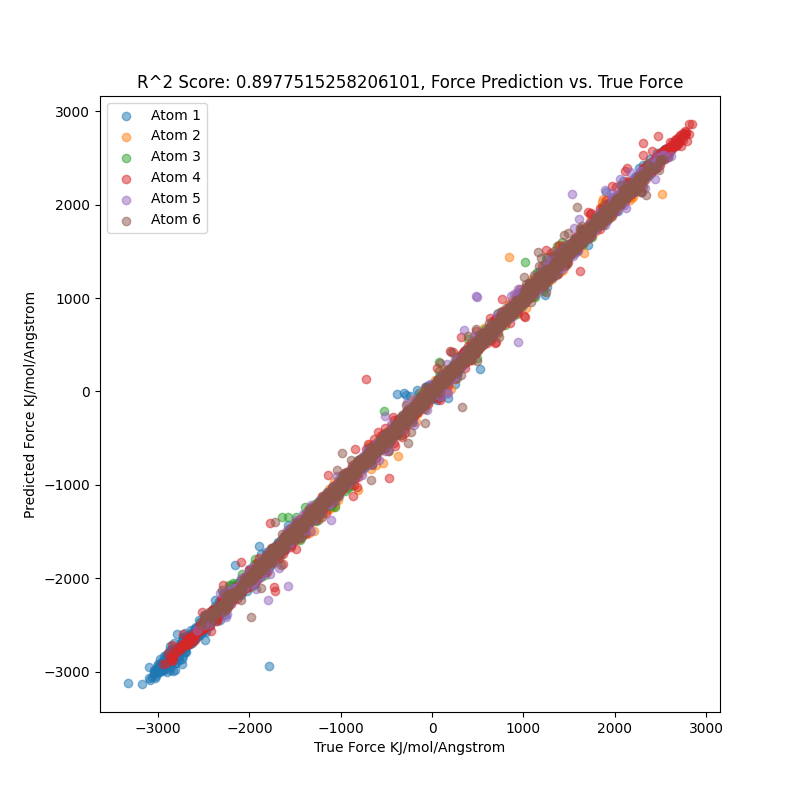 R^2 Score: 0.8977515258206101, Force Prediction vs. True Force
3000
2000
1000
0
−1000
−2000
−3000
Predicted Force KJ/mol/Angstrom
Atom 1
Atom 2
Atom 3
Atom 4
Atom 5
Atom 6
−3000 −2000 −1000 0 1000 2000 3000
True Force KJ/mol/Angstrom